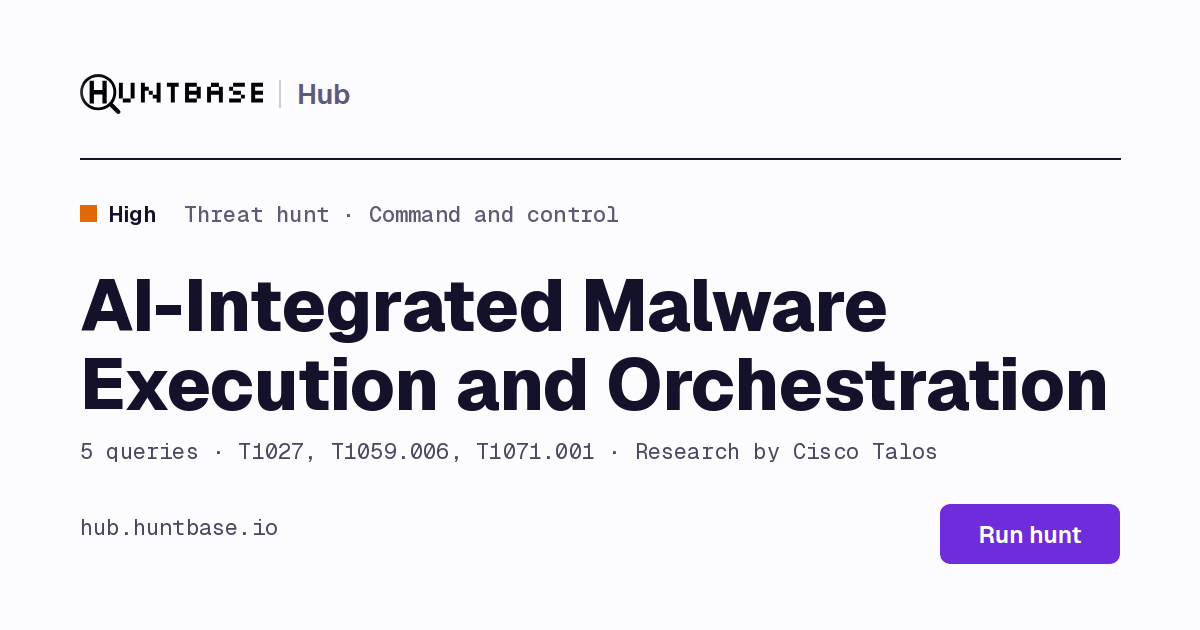 HUNTBASE Hub
High Threat hunt · Command and control
AI-Integrated Malware
Execution and Orchestration
5 queries · T1027, T1059.006, T1071.001 · Research by Cisco Talos
hub.huntbase.io
Run hunt